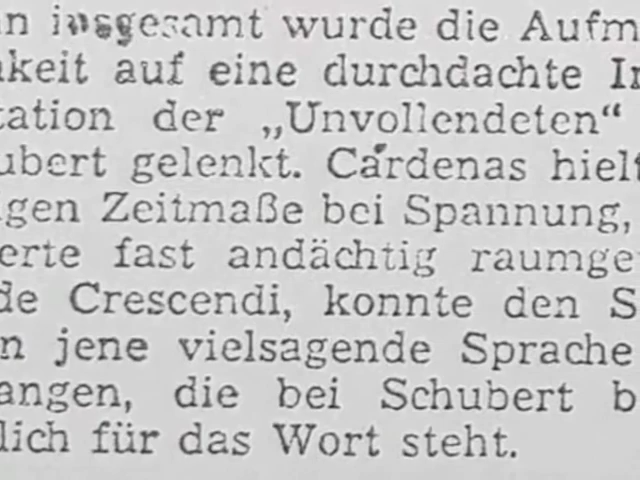 n insgesamt wurde die Aufm
keit auf eine durchdachte In
tation der „Unvollendeten“
ubert gelenkt. Cárdenas hielt
gen Zeitmaße bei Spannung,
erte fast andächtig raumge
de Crescendi, konnte den S
n jene vielsagende Sprache
angen, die bei Schubert b
lich für das Wort steht.